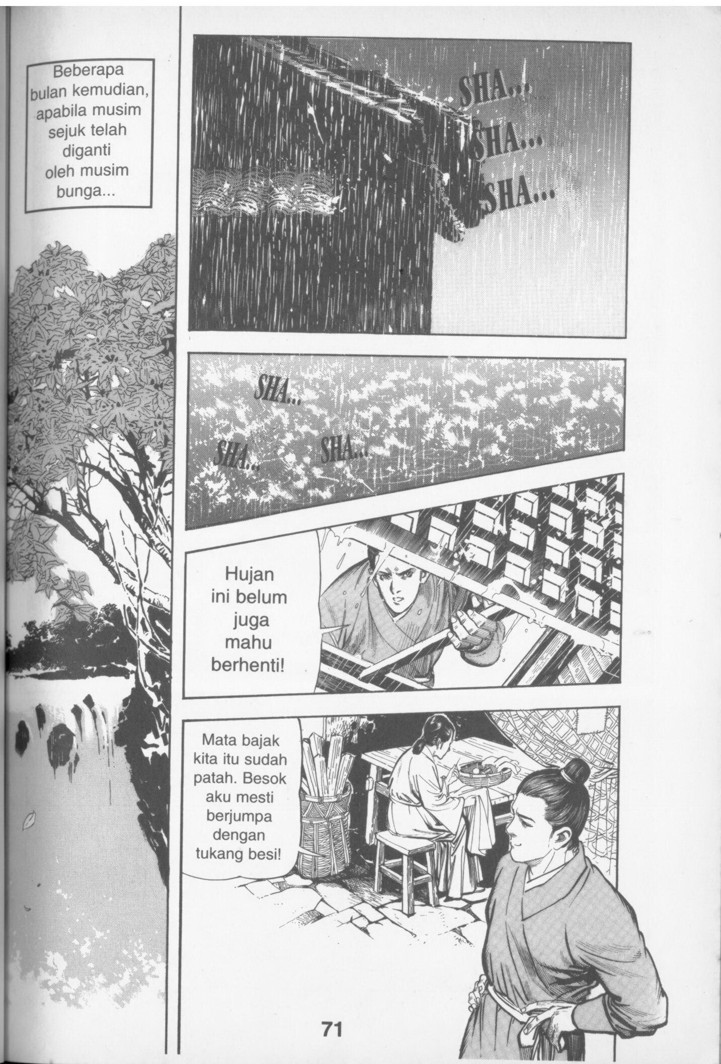 Beberapa
bulan kemudian,
apabila musim
sejuk telah
diganti
oleh musim
bunga...
SHA...
SHA...
SHA...
SHA...
SHA...
SHA...
Hujan
ini belum
juga
mahu
berhenti!
Mata bajak
kita itu sudah
patah. Besok
aku mesti
berjumpa
dengan
tukang besi!
71